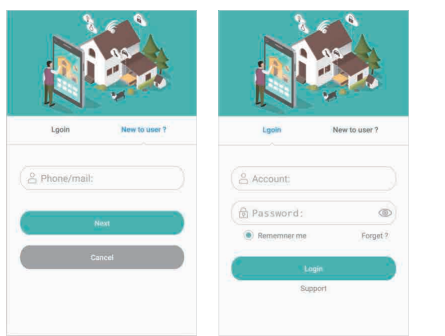 Lgoin New to user ?
Phone/mail:
Next
Cancel
Lgoin New to user ?
Account:
Password:
Rememner me Forget ?
Login
Support